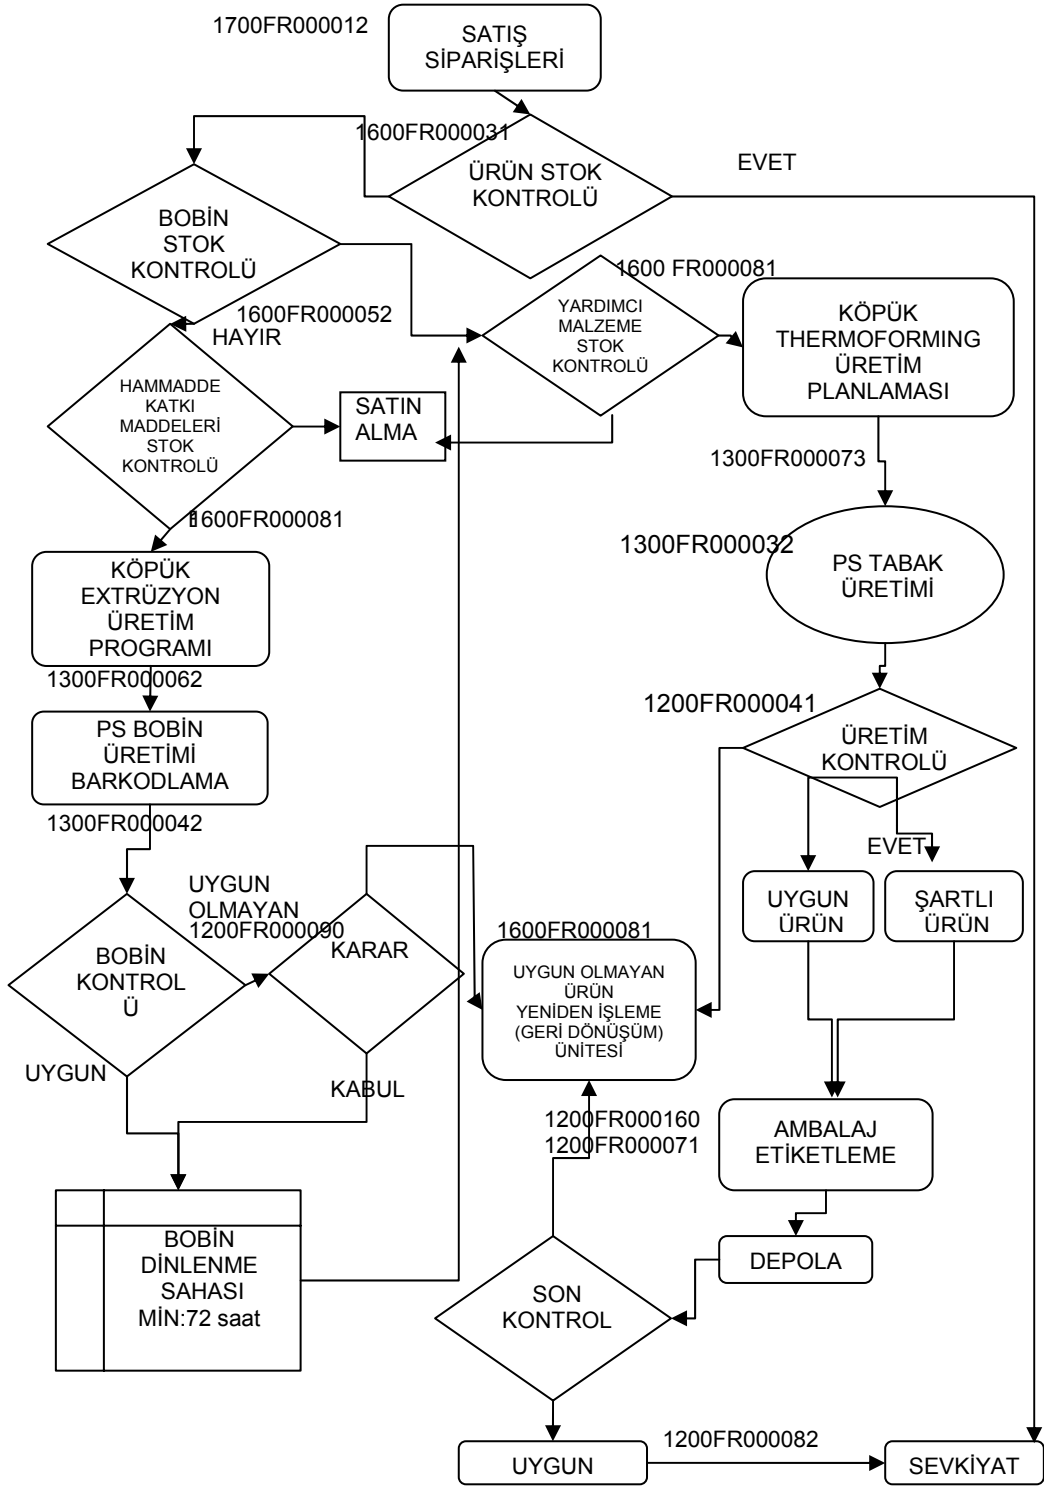 1700FR000012
SATIŞ
SİPARİŞLERİ
1600FR000031
ÜRÜN STOK
KONTROLÜ
EVET
BOBİN
STOK
KONTROLÜ
1600FR000052
HAYIR
1600 FR000081
YARDIMCI
MALZEME
STOK
KONTROLÜ
KÖPÜK
THERMOFORMING
ÜRETİM
PLANLAMASI
HAMMADDE
KATKI
MADDELERİ
STOK
KONTROLÜ
SATIN
ALMA
1300FR000073
1600FR000081
1300FR000032
PS TABAK
ÜRETİMİ
KÖPÜK
EXTRÜZYON
ÜRETİM
PROGRAMI
1300FR000062
1200FR000041
ÜRETİM
KONTROLÜ
PS BOBİN
ÜRETİMİ
BARKODLAMA
1300FR000042
EVET
UYGUN
ÜRÜN
ŞARTLI
ÜRÜN
UYGUN
OLMAYAN
1200FR000090
KARAR
BOBİN
KONTROL
Ü
1600FR000081
UYGUN OLMAYAN
ÜRÜN
YENİDEN İŞLEME
(GERİ DÖNÜŞÜM)
ÜNİTESİ
UYGUN
KABUL
1200FR000160
1200FR000071
AMBALAJ
ETİKETLEME
BOBİN
DİNLENME
SAHASI
MİN:72 saat
DEPOLA
SON
KONTROL
1200FR000082
UYGUN
SEVKİYAT